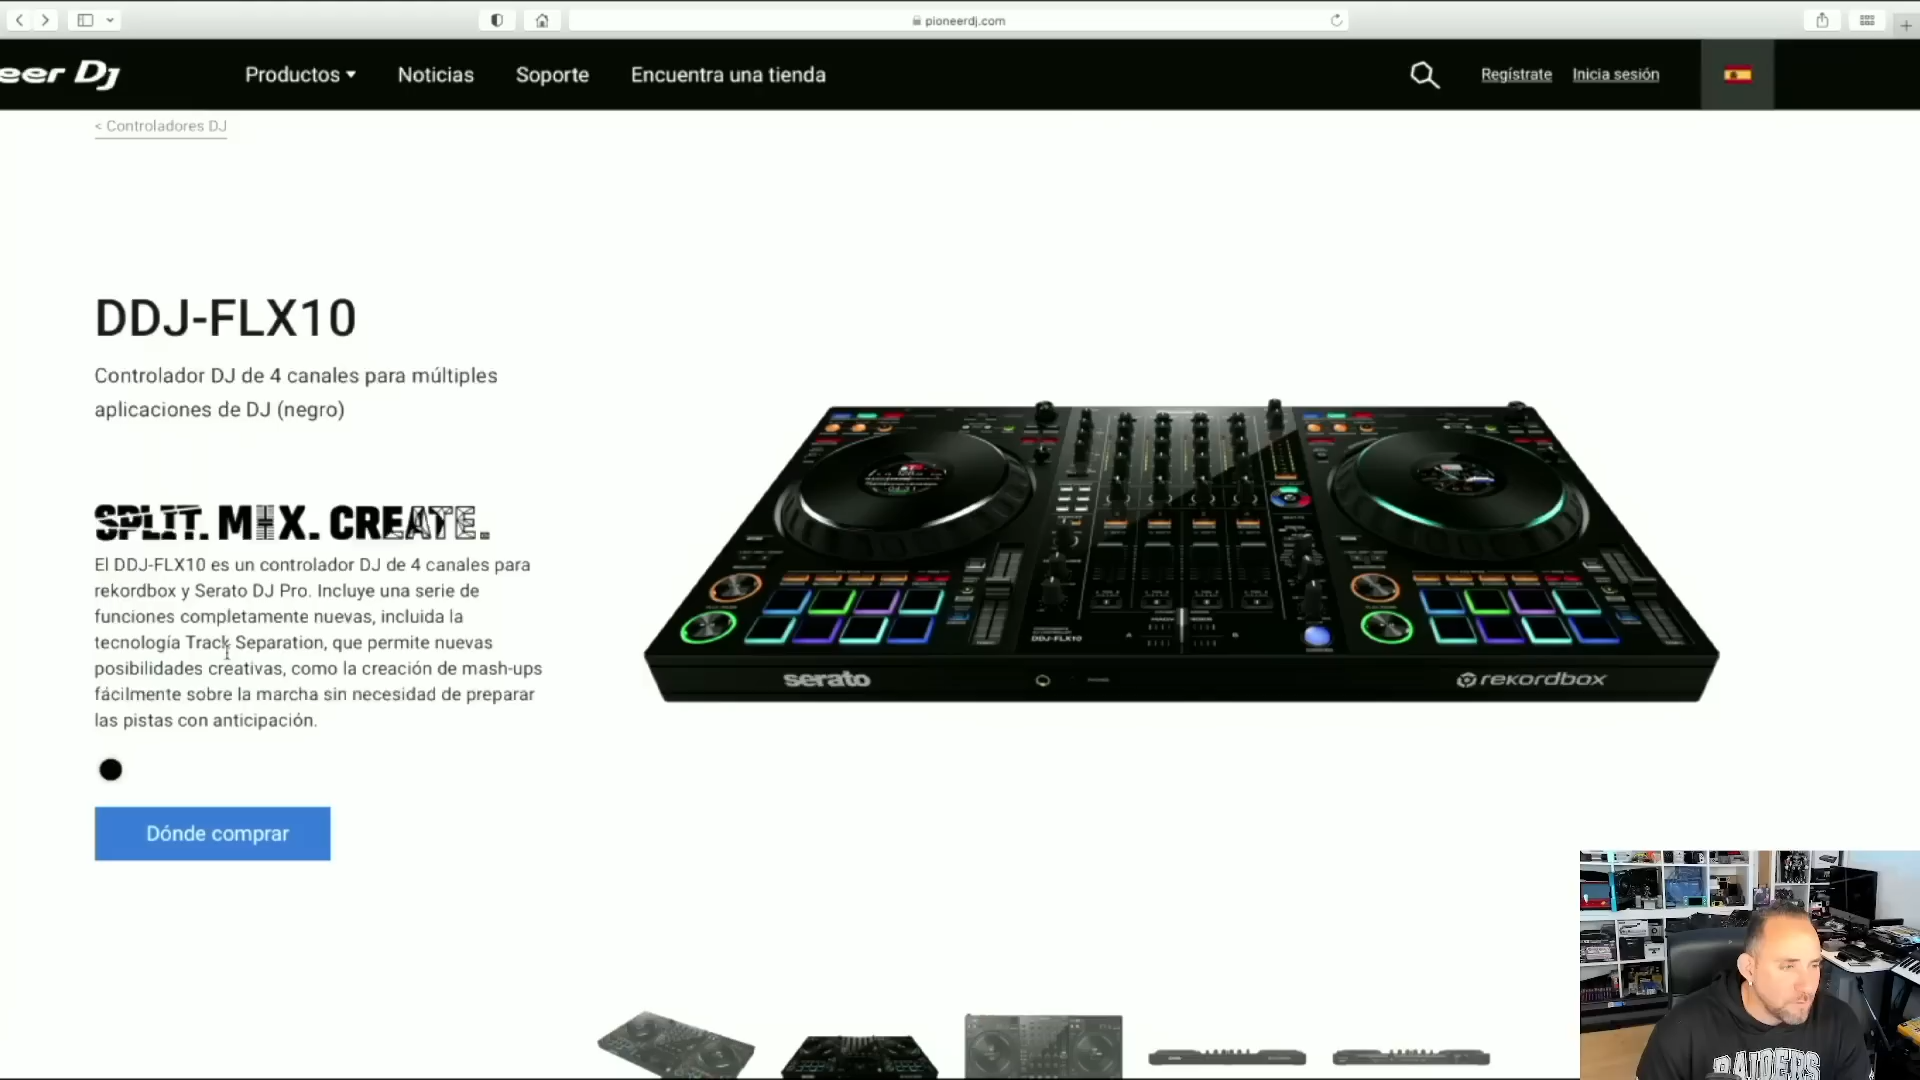 pioneerdj.com
eer Dj
Productos
Noticias
Soporte
Encuentra una tienda
Regístrate
Inicia sesión
< Controladores DJ
DDJ-FLX10
Controlador DJ de 4 canales para múltiples
aplicaciones de DJ (negro)
SPLIT. MIX. CREATE.
El DDJ-FLX10 es un controlador DJ de 4 canales para
rekordbox y Serato DJ Pro. Incluye una serie de
funciones completamente nuevas, incluida la
tecnología Track Separation, que permite nuevas
posibilidades creativas, como la creación de mash-ups
fácilmente sobre la marcha sin necesidad de preparar
las pistas con anticipación.
Dónde comprar
DDJ-FLX10
serato
rekordbox
RAIDERS